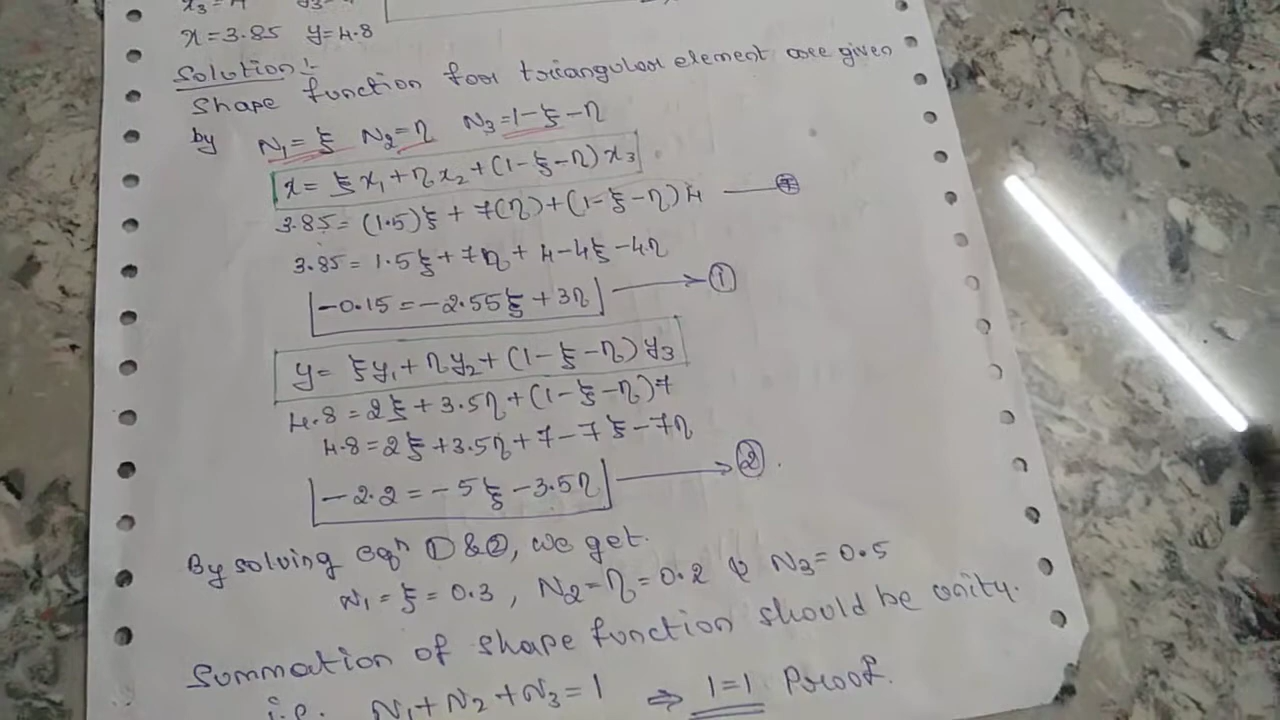 x₃=4
x=3.85 y=4.8
Solution:-
Shape function for triangular element are given
by N₁=ξ N₂=η N₃=1-ξ-η
x= ξx₁+ηx₂+(1-ξ-η)x₃
3.85=(1.5)ξ+7(η)+(1-ξ-η)4
3.85=1.5ξ+7η+4-4ξ-4η
-0.15=-2.55ξ+3η → ①
y= ξy₁+ηy₂+(1-ξ-η)y₃
4.8=2ξ+3.5η+(1-ξ-η)7
4.8=2ξ+3.5η+7-7ξ-7η
-2.2=-5ξ-3.5η → ②.
By solving eqⁿ ① & ②, we get.
N₁=ξ=0.3, N₂=η=0.2 & N₃=0.5
Summation of shape function should be unity.
i.e. N₁+N₂+N₃=1 ⇒ 1=1 Proof.